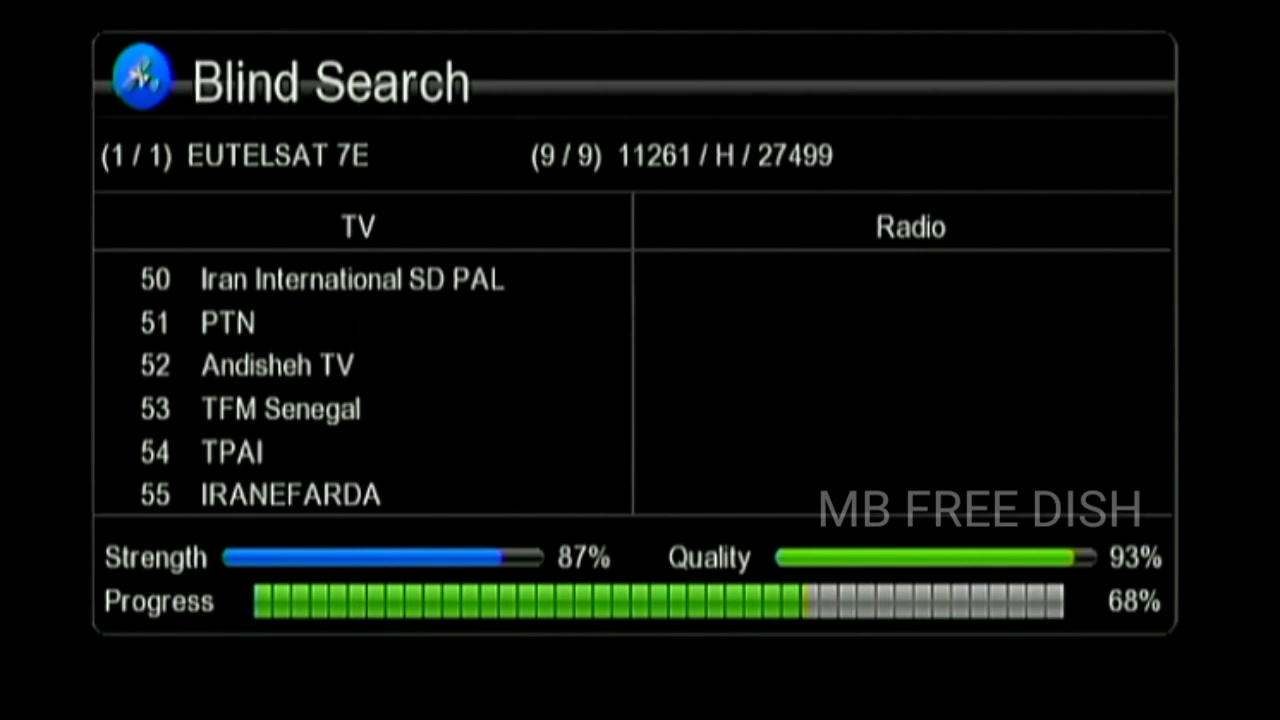 Blind Search
(1 / 1) EUTELSAT 7E (9 / 9) 11261 / H / 27499
TV Radio
50 Iran International SD PAL
51 PTN
52 Andisheh TV
53 TFM Senegal
54 TPAI
55 IRANEFARDA
MB FREE DISH
Strength 87% Quality 93%
Progress 68%